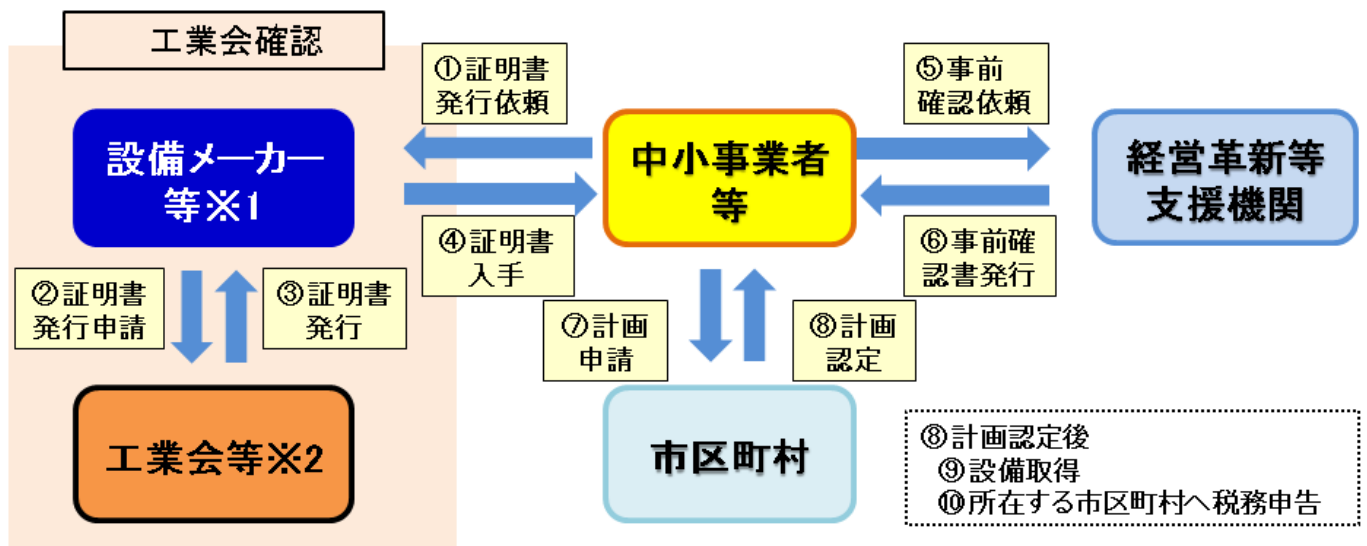 工業会確認
①証明書
発行依頼
⑤事前
確認依頼
設備メーカー
等※1
中小事業者
等
経営革新等
支援機関
④証明書
入手
⑥事前確
認書発行
②証明書
発行申請
③証明書
発行
⑦計画
申請
⑧計画
認定
工業会等※2
市区町村
⑧計画認定後
⑨設備取得
⑩所在する市区町村へ税務申告